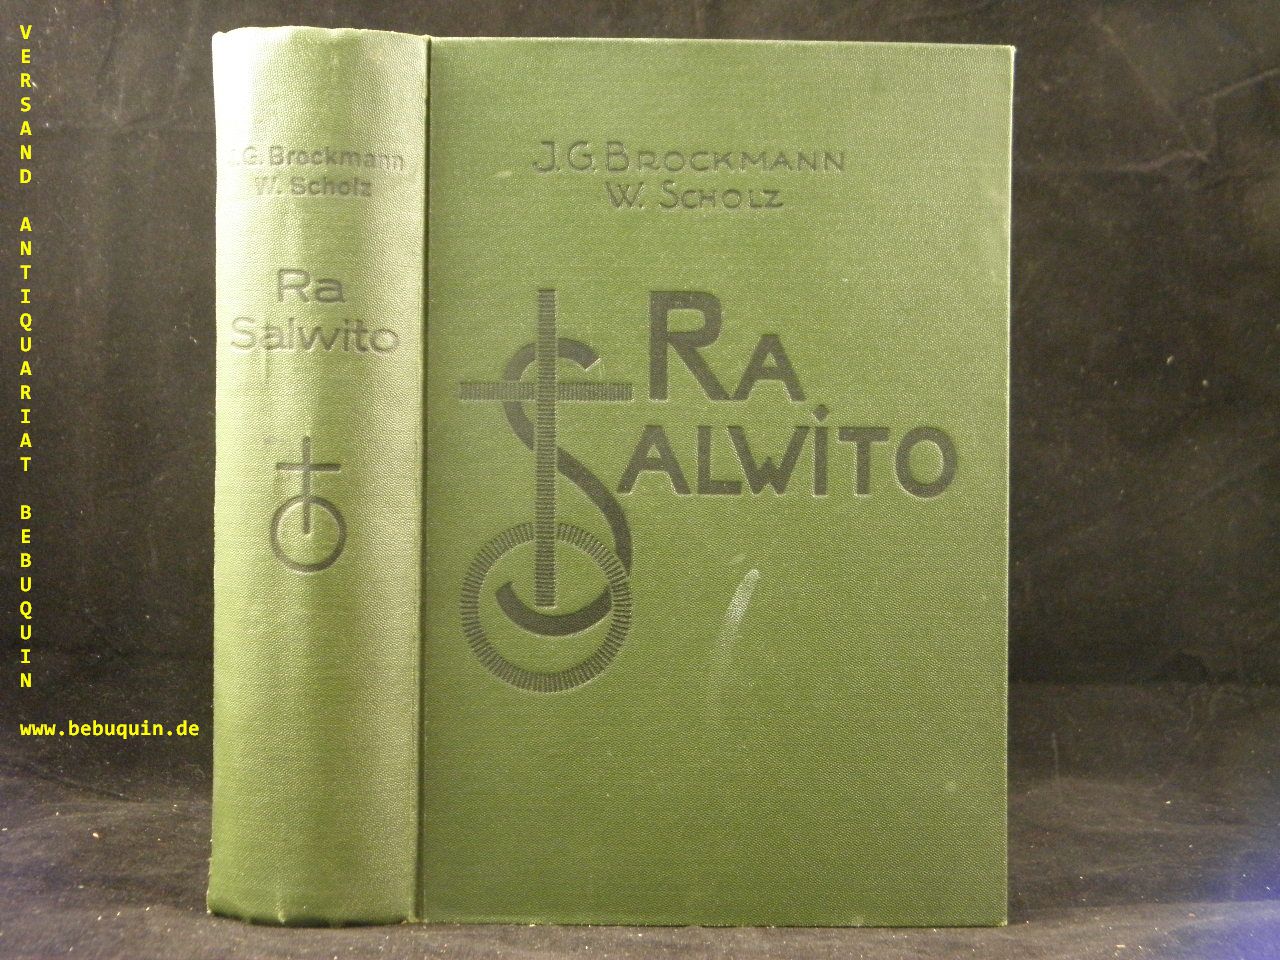 VERSAND ANTIQUARIAT BEBUQUIN
www.bebuquin.de
J.G. Brockmann
W. Scholz
Ra
Salwito
J.G. BROCKMANN
W. SCHOLZ
RA
SALWiTO